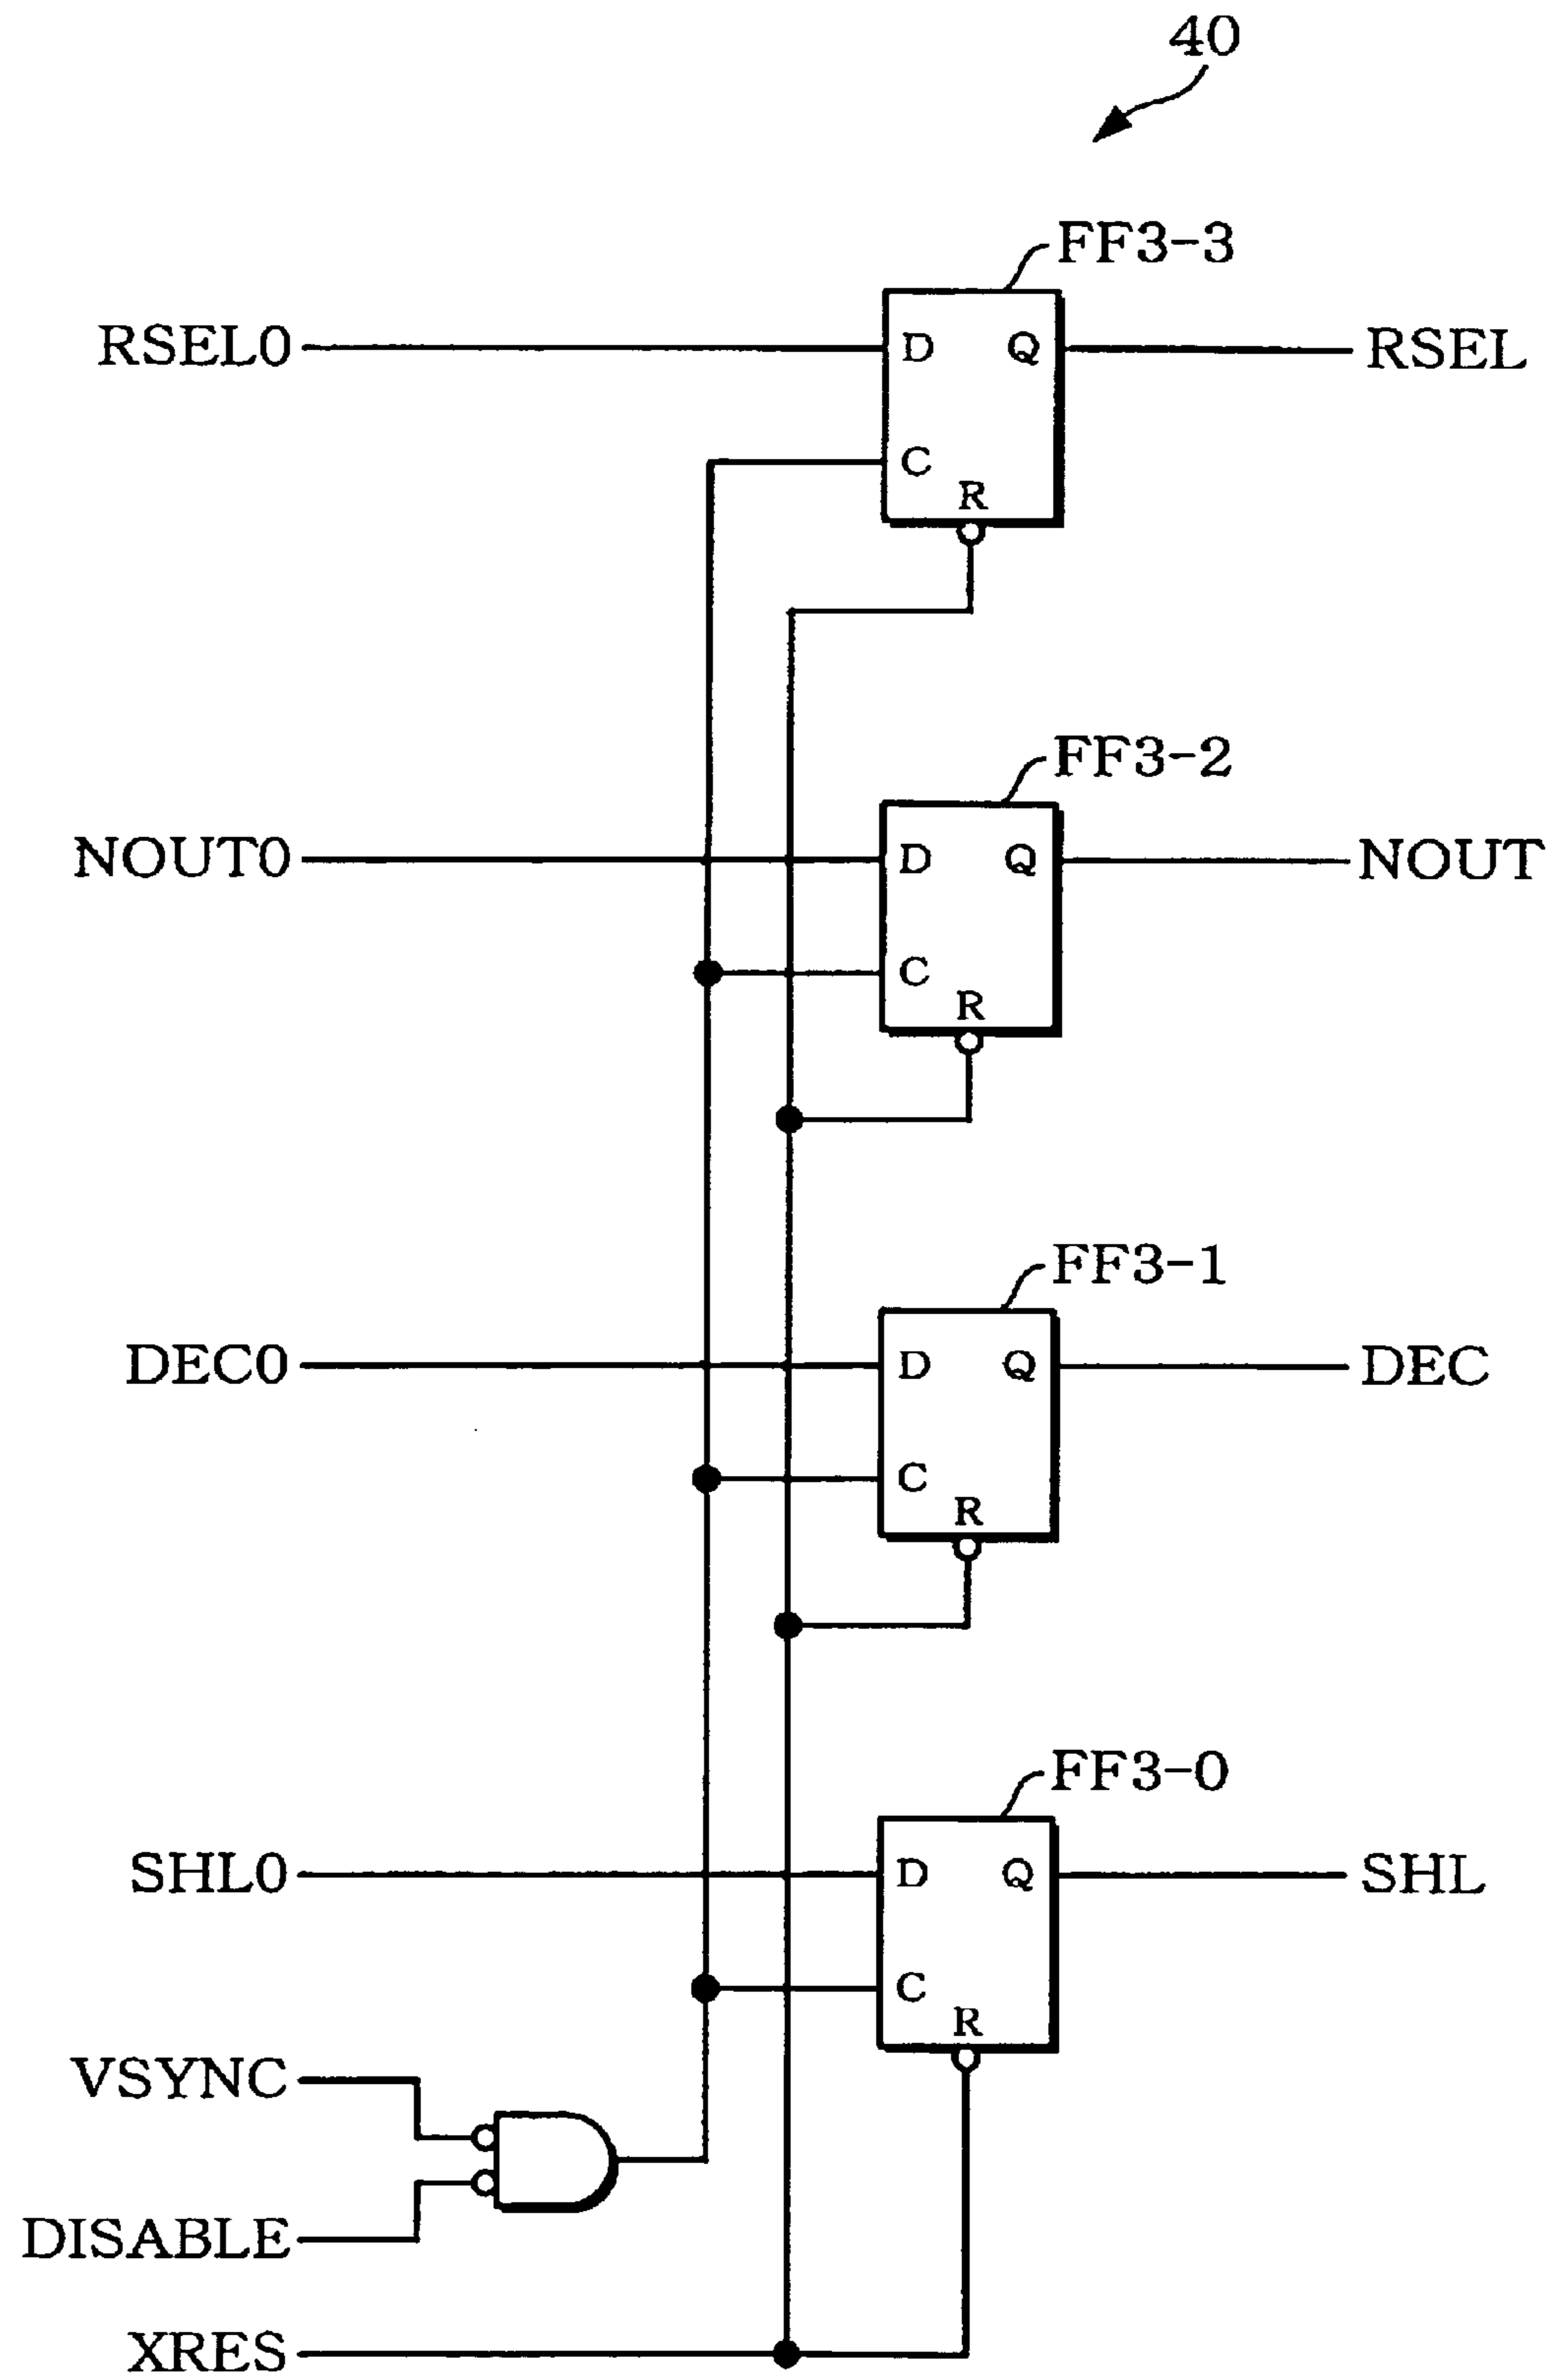 40
FF3-3
RSEL0 D Q RSEL
C
R
FF3-2
NOUT0 D Q NOUT
C
R
FF3-1
DEC0 D Q DEC
C
R
FF3-0
SHL0 D Q SHL
C
R
VSYNC
DISABLE
XRES